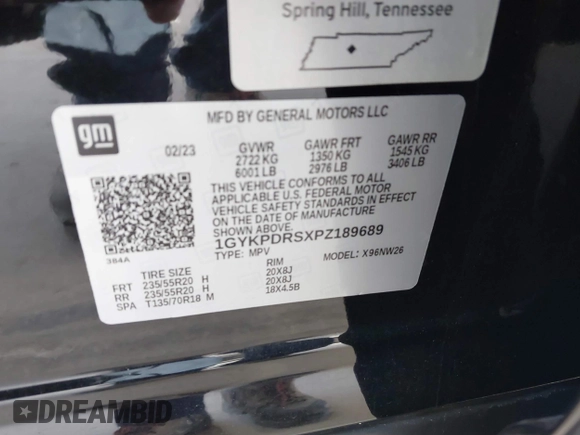 Spring Hill, Tennessee
gm
MFD BY GENERAL MOTORS LLC
02/23 GVWR GAWR FRT GAWR RR
2722 KG 1350 KG 1545 KG
6001 LB 2976 LB 3406 LB
THIS VEHICLE CONFORMS TO ALL
APPLICABLE U.S. FEDERAL MOTOR
VEHICLE SAFETY STANDARDS IN EFFECT
ON THE DATE OF MANUFACTURE SHOWN
ABOVE.
1GYKPDRSXPZ189689
TYPE: MPV MODEL: X96NW26
384A
TIRE SIZE RIM
FRT 235/55R20 H 20X8J
RR 235/55R20 H 20X8J
SPA T135/70R18 M 18X4.5B
DREAMBID